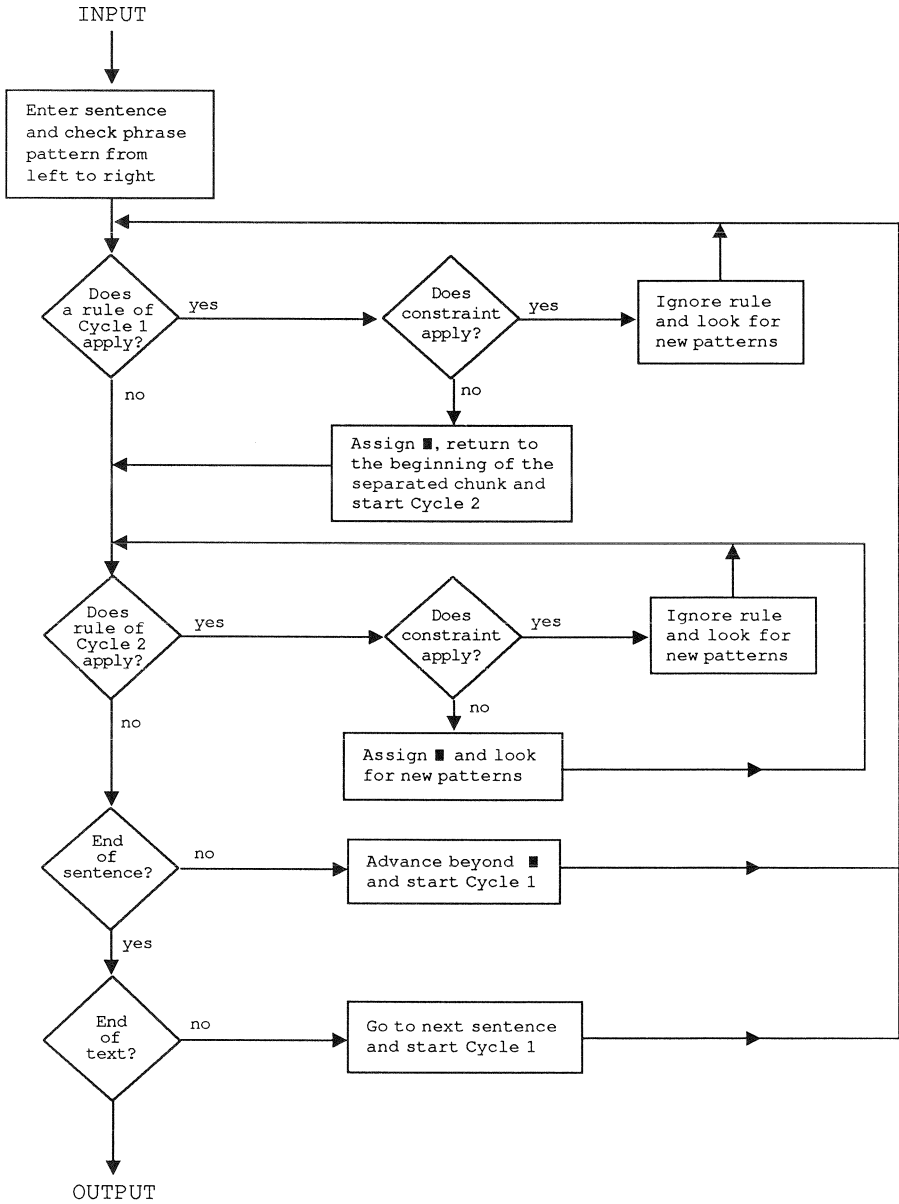 INPUT
Enter sentence
and check phrase
pattern from
left to right
Does
a rule of
Cycle 1
apply?
yes
Does
constraint
apply?
yes
Ignore rule
and look for
new patterns
no
no
Assign ■, return to
the beginning of the
separated chunk and
start Cycle 2
Does
rule of
Cycle 2
apply?
yes
Does
constraint
apply?
yes
Ignore rule
and look for
new patterns
no
no
Assign ■ and look
for new patterns
End
of
sentence?
no
Advance beyond ■
and start Cycle 1
yes
End
of
text?
no
Go to next sentence
and start Cycle 1
OUTPUT